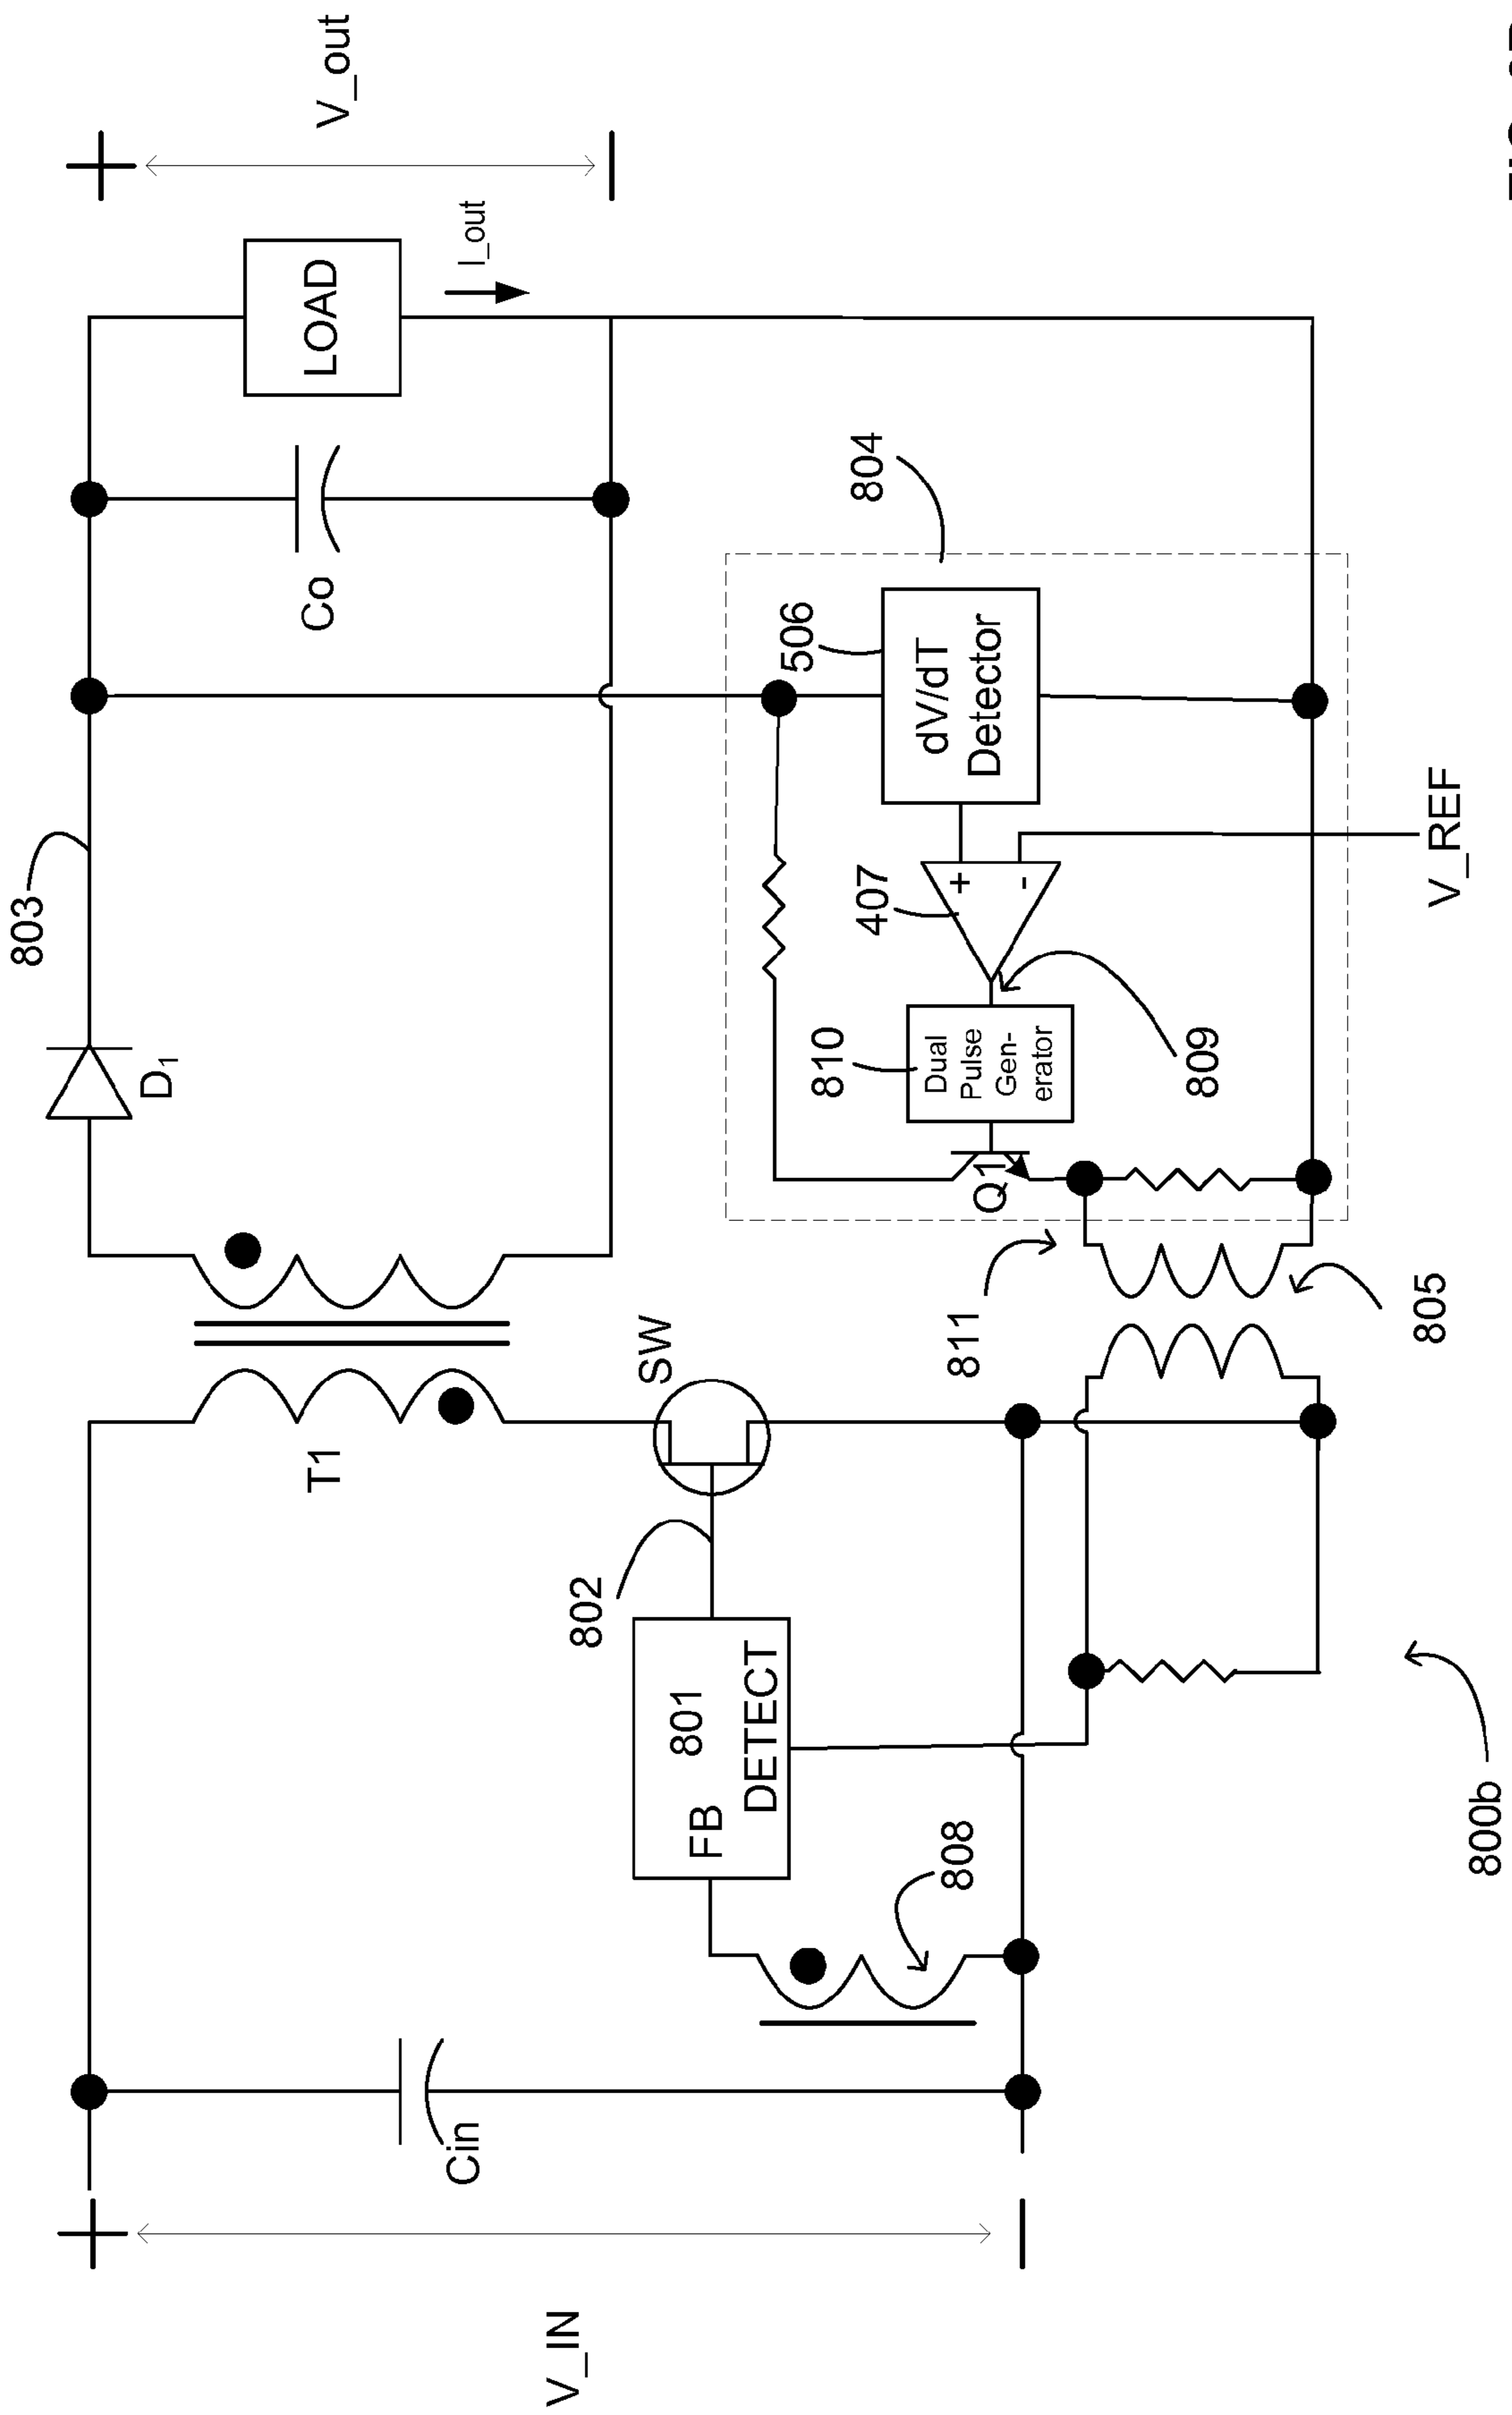 803
V_out
D1
Co
LOAD
I_out
T1
SW
802
FB
801
DETECT
808
Cin
V_IN
804
506
dV/dT
Detector
407
+
-
810
Dual
Pulse
Gen-
erator
Q1
809
V_REF
811
805
800b